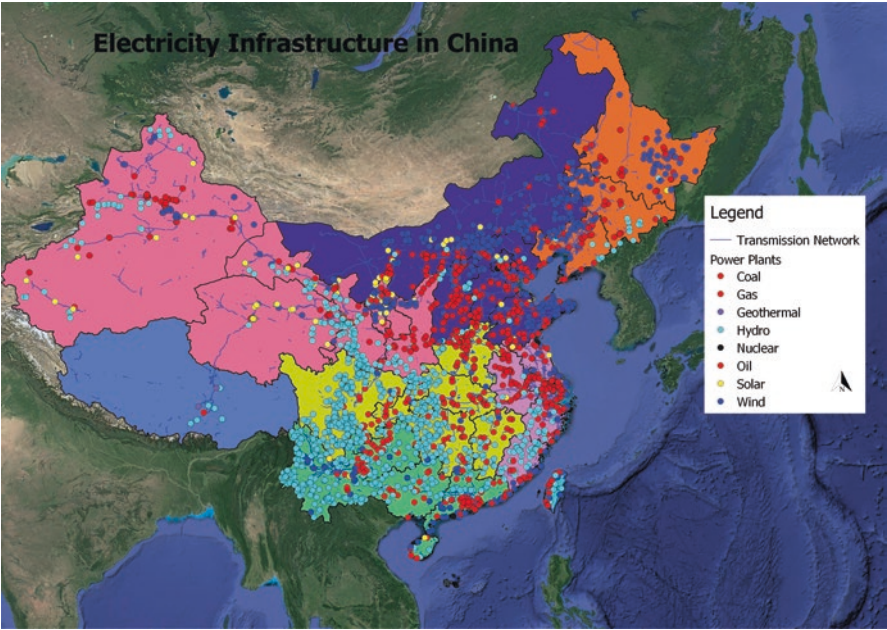 Electricity Infrastructure in China
Legend
Transmission Network
Power Plants
Coal
Gas
Geothermal
Hydro
Nuclear
Oil
Solar
Wind